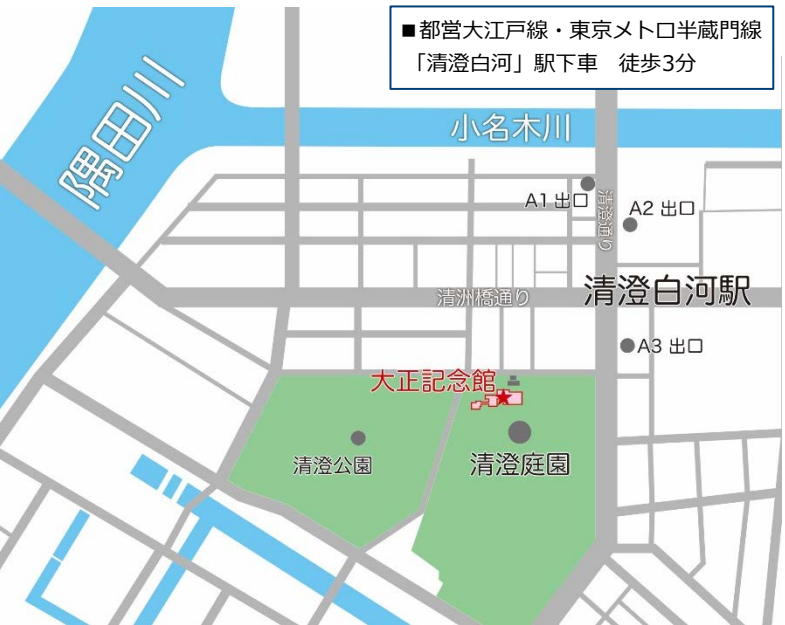 ■都営大江戸線・東京メトロ半蔵門線
「清澄白河」駅下車　徒歩3分
隅田川
小名木川
A1 出口
清澄通り
A2 出口
清洲橋通り
清澄白河駅
A3 出口
大正記念館
清澄公園
清澄庭園